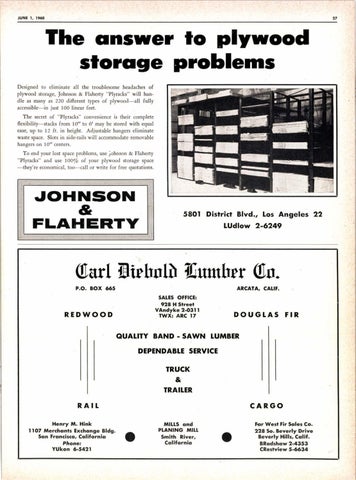 JUNE 1, 1960
37
The answer to plywood
storage problems
Designed to eliminate all the troublesome headaches of
plywood storage, Johnson & Flaherty "Plyracks" will han-
dle as many as 220 different types of plywood—all fully
accessible—in just 100 linear feet.
The secret of "Plyracks" convenience is their complete
flexibility—stacks from 10" to 6' may be stored with equal
ease, up to 12 ft. in height. Adjustable hangers eliminate
waste space. Slots in side-rails will accommodate removable
hangers on 10" centers.
To end your lost space problems, use Johnson & Flaherty
"Plyracks" and use 100% of your plywood storage space
—they're economical, too—call or write for free quotations.
JOHNSON
&
FLAHERTY
5801 District Blvd., Los Angeles 22
LUdlow 2-6249
Carl Diebold Lumber Co.
P.O. BOX 665
ARCATA, CALIF.
SALES OFFICE:
928 H Street
VAndyke 2-0311
TWX: ARC 17
REDWOOD
DOUGLAS FIR
QUALITY BAND - SAWN LUMBER
DEPENDABLE SERVICE
TRUCK
&
TRAILER
RAIL
CARGO
Henry M. Hink
1107 Merchants Exchange Bldg.
San Francisco, California
Phone:
YUkon 6-5421
MILLS and
PLANING MILL
Smith River,
California
Far West Fir Sales Co.
228 So. Beverly Drive
Beverly Hills, Calif.
BRadshaw 2-4353
CRestview 5-6634